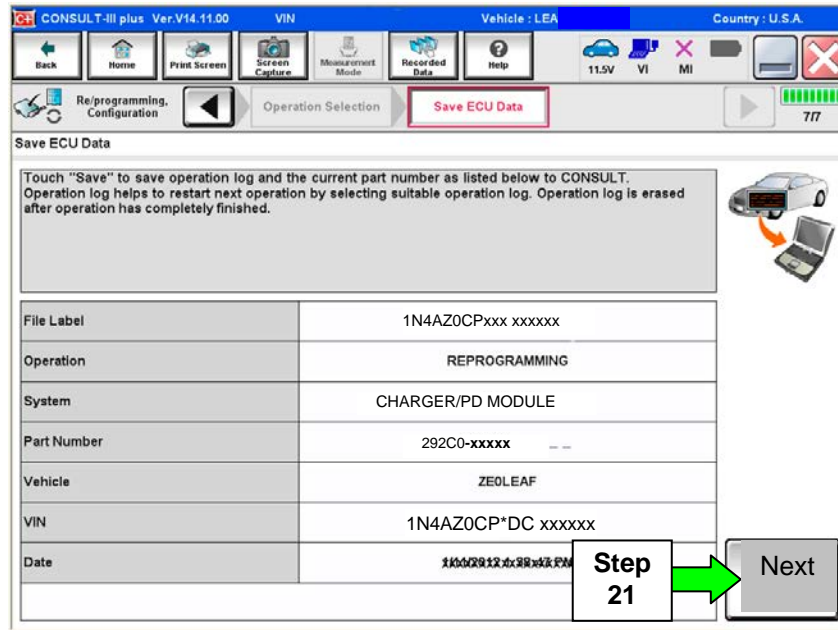 CONSULT-III plus Ver.V14.11.00 VIN Vehicle : LEA Country : U.S.A.
Back Home Print Screen Screen Capture Measurement Mode Recorded Data Help 11.5V VI MI
Re/programming, Configuration Operation Selection Save ECU Data 7/7
Save ECU Data
Touch "Save" to save operation log and the current part number as listed below to CONSULT.
Operation log helps to restart next operation by selecting suitable operation log. Operation log is erased
after operation has completely finished.
File Label 1N4AZ0CPxxx xxxxxx
Operation REPROGRAMMING
System CHARGER/PD MODULE
Part Number 292C0-xxxxx _ _
Vehicle ZE0LEAF
VIN 1N4AZ0CP*DC xxxxxx
Date
Step
21
Next